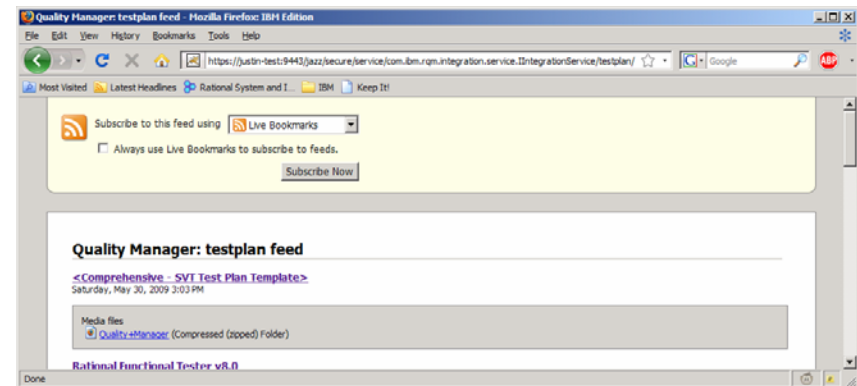 Quality Manager: testplan feed - Mozilla Firefox: IBM Edition
File Edit View History Bookmarks Tools Help
https://justin-test:9443/jazz/secure/service/com.ibm.rqm.integration.service.IIntegrationService/testplan/
Google
ABP
Most Visited Latest Headlines Rational System and I... IBM Keep It!
Subscribe to this feed using Live Bookmarks
Always use Live Bookmarks to subscribe to feeds.
Subscribe Now
Quality Manager: testplan feed
<Comprehensive - SVT Test Plan Template>
Saturday, May 30, 2009 3:03 PM
Media files
Quality+Manager (Compressed (zipped) Folder)
Rational Functional Tester v8.0
Done